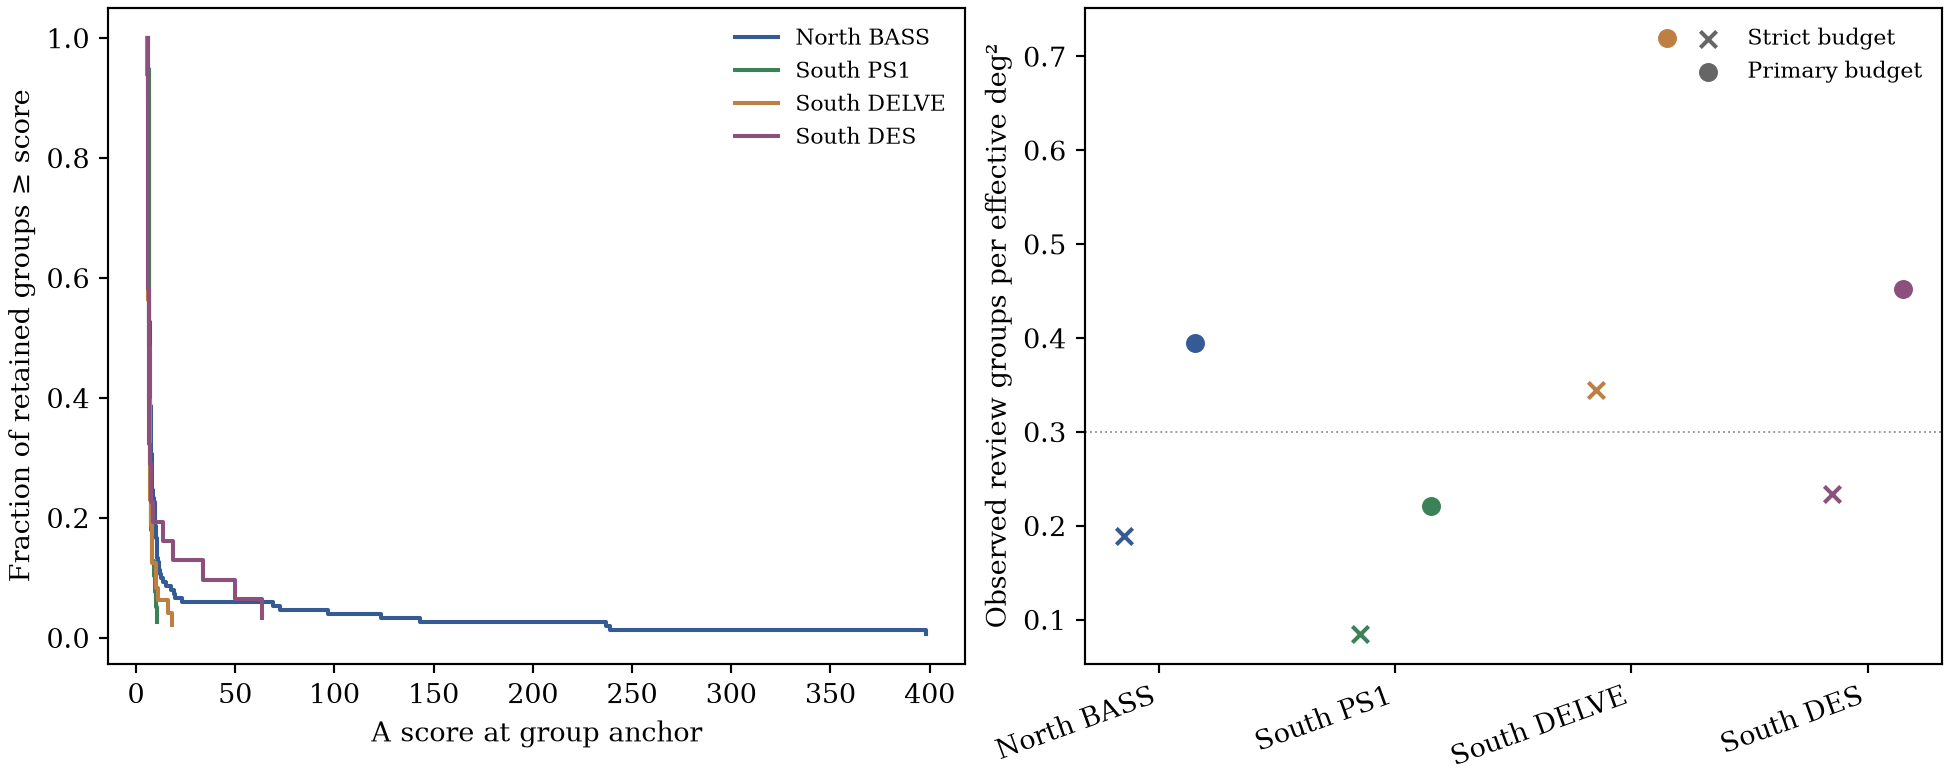 Fraction of retained groups ≥ score
1.0
0.8
0.6
0.4
0.2
0.0
0
50
100
150
200
250
300
350
400
A score at group anchor
North BASS
South PS1
South DELVE
South DES
Observed review groups per effective deg²
0.7
0.6
0.5
0.4
0.3
0.2
0.1
Strict budget
Primary budget
North BASS
South PS1
South DELVE
South DES